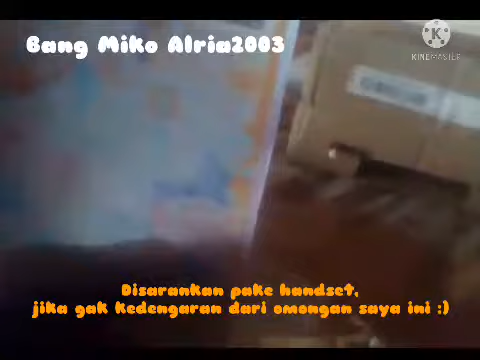 Bang Miko Alria2003
KINEMASTER
Disarankan pake handset,
jika gak kedengaran dari omongan saya ini :)